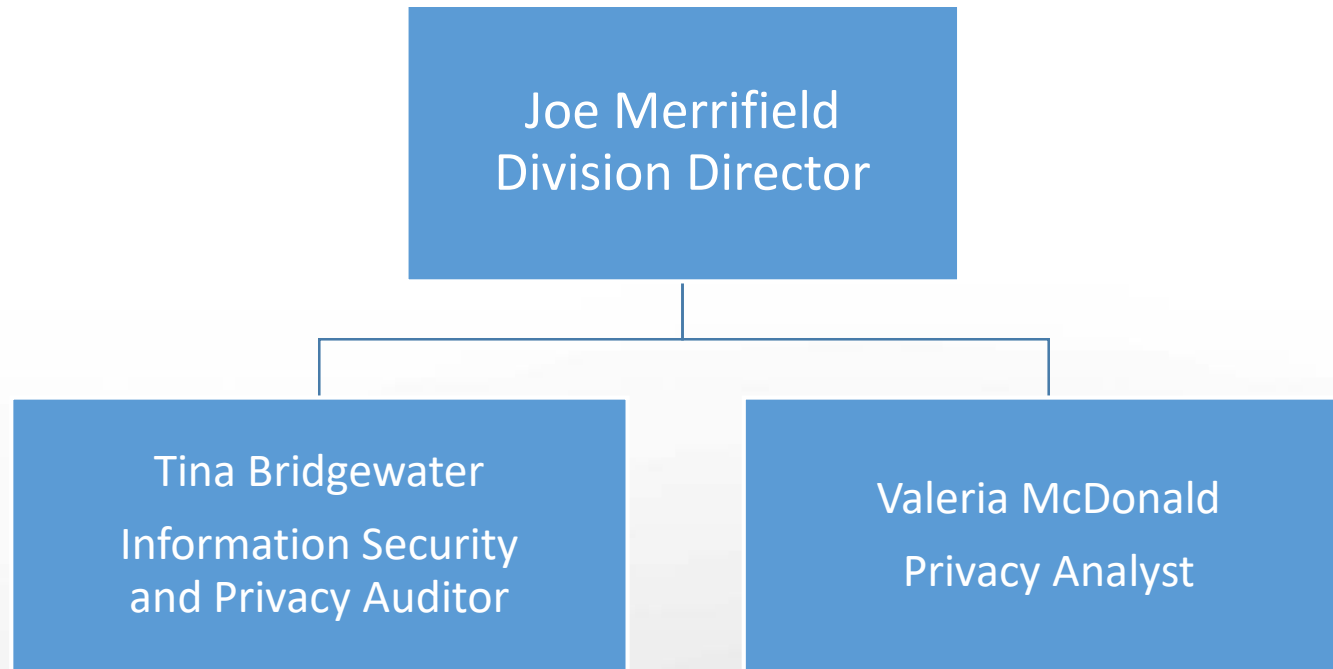 Joe Merrifield
Division Director
Tina Bridgewater
Information Security
and Privacy Auditor
Valeria McDonald
Privacy Analyst